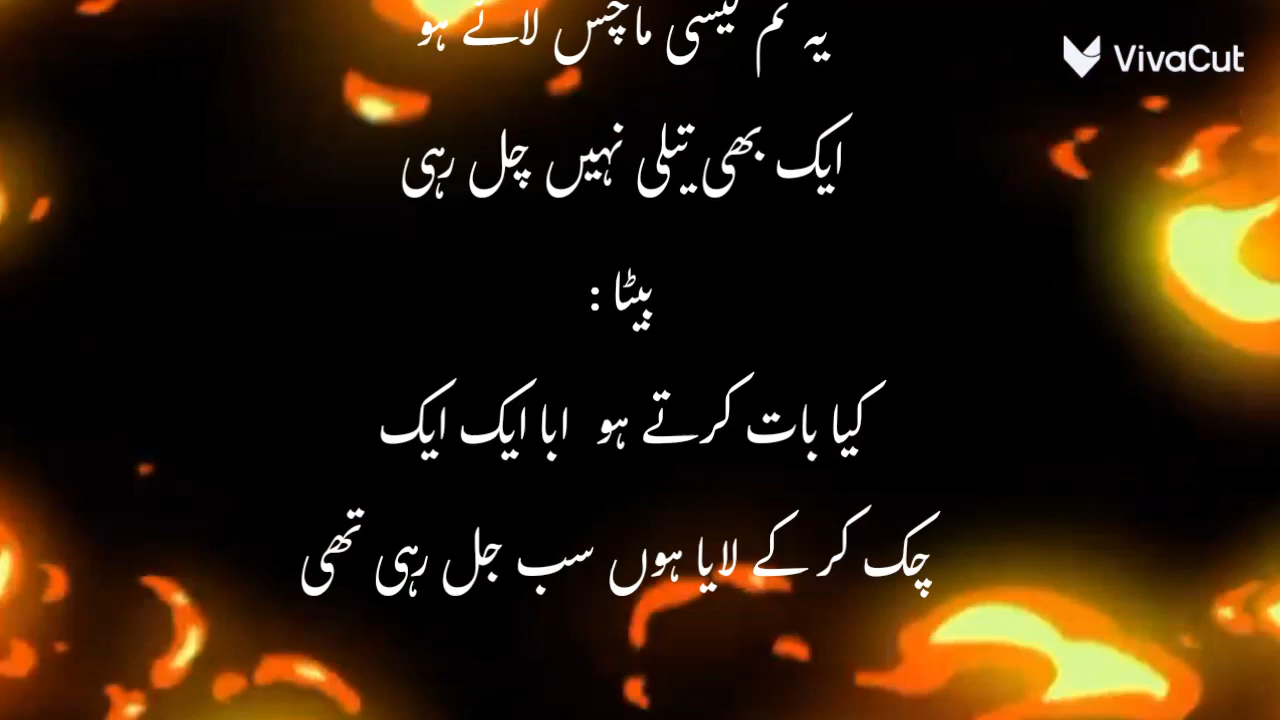 یہ تم کیسی ماچس لائے ہو
VivaCut
ایک بھی تیلی نہیں چل رہی
بیٹا :
کیا بات کرتے ہو ابا ایک ایک
چک کر کے لایا ہوں سب جل رہی تھی